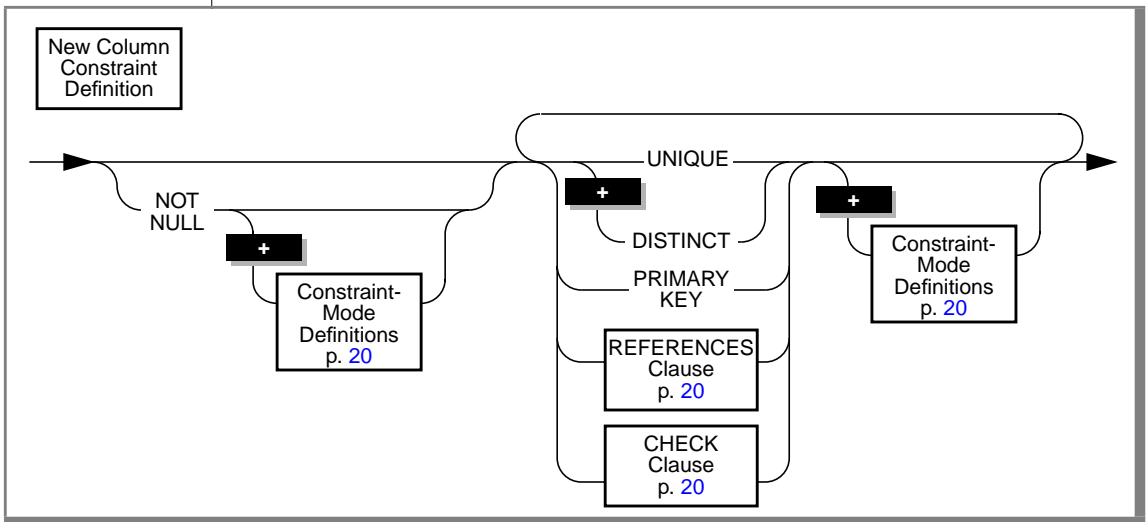 New Column
Constraint
Definition
UNIQUE
NOT
NULL
+
+
+
DISTINCT
Constraint-
Mode
Definitions
p. 20
PRIMARY
KEY
Constraint-
Mode
Definitions
p. 20
REFERENCES
Clause
p. 20
CHECK
Clause
p. 20